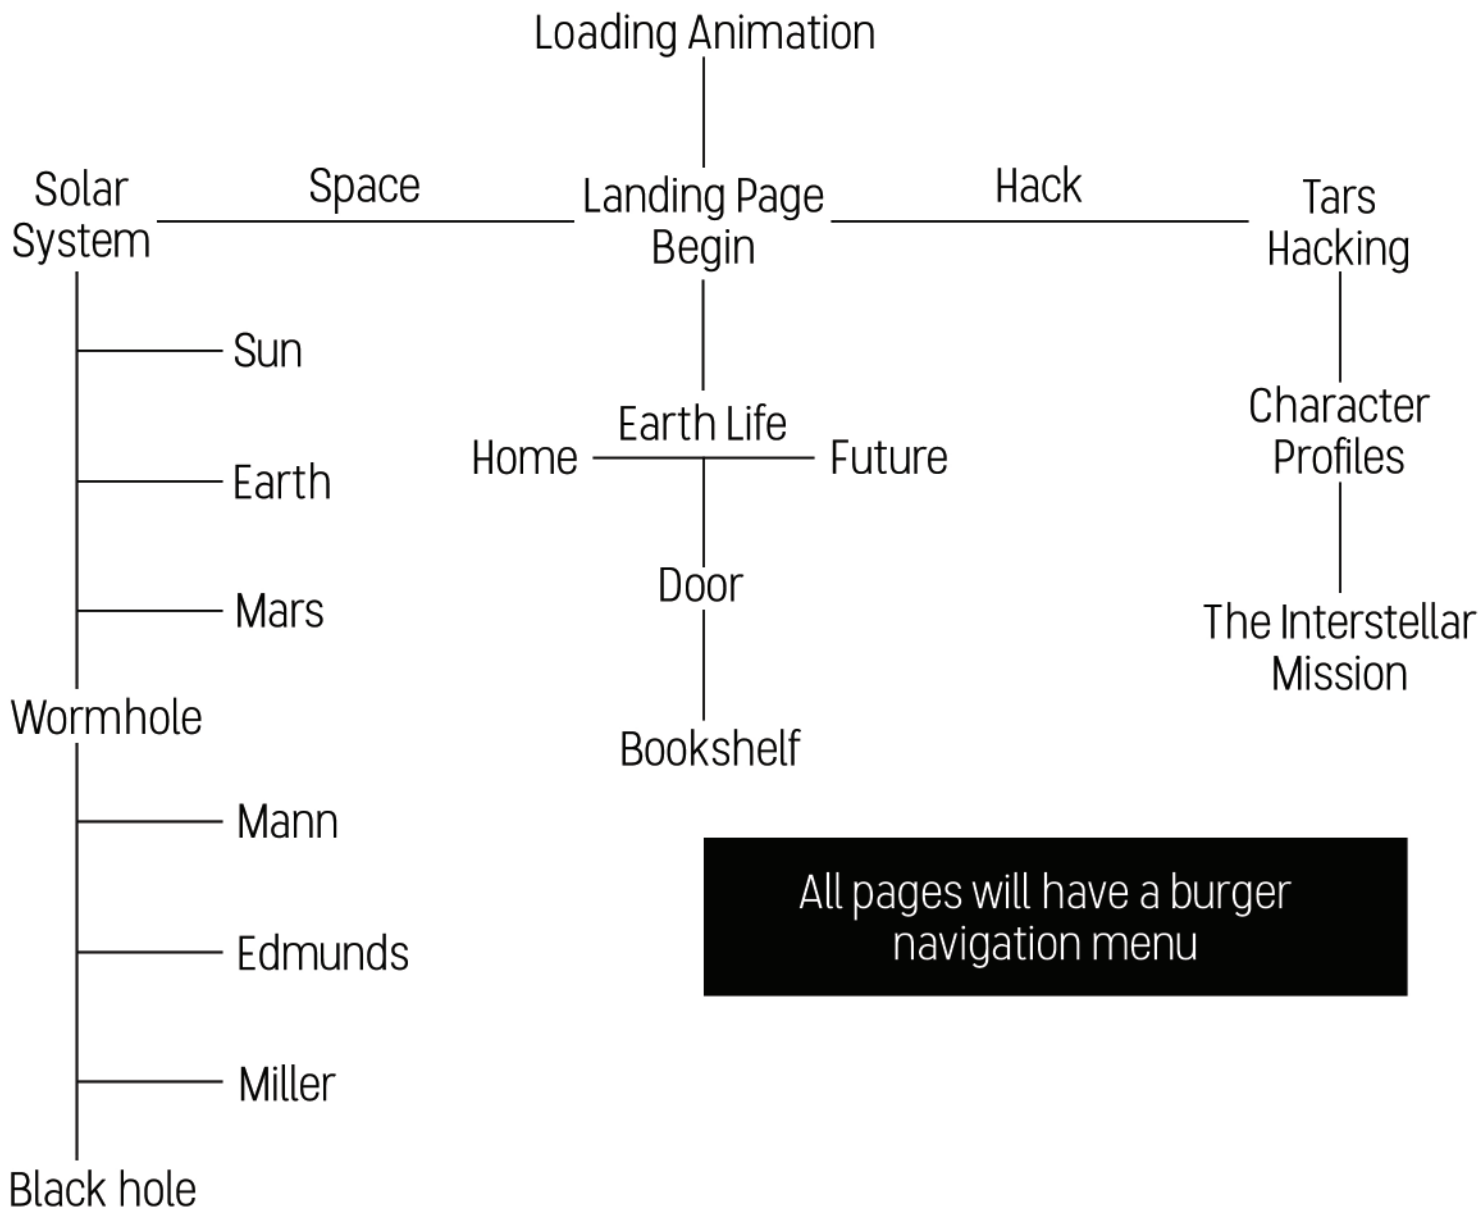 Loading Animation
Solar
System
Space
Landing Page
Begin
Hack
Tars
Hacking
Sun
Earth
Mars
Wormhole
Mann
Edmunds
Miller
Black hole
Earth Life
Home
Future
Door
Bookshelf
Character
Profiles
The Interstellar
Mission
All pages will have a burger
navigation menu